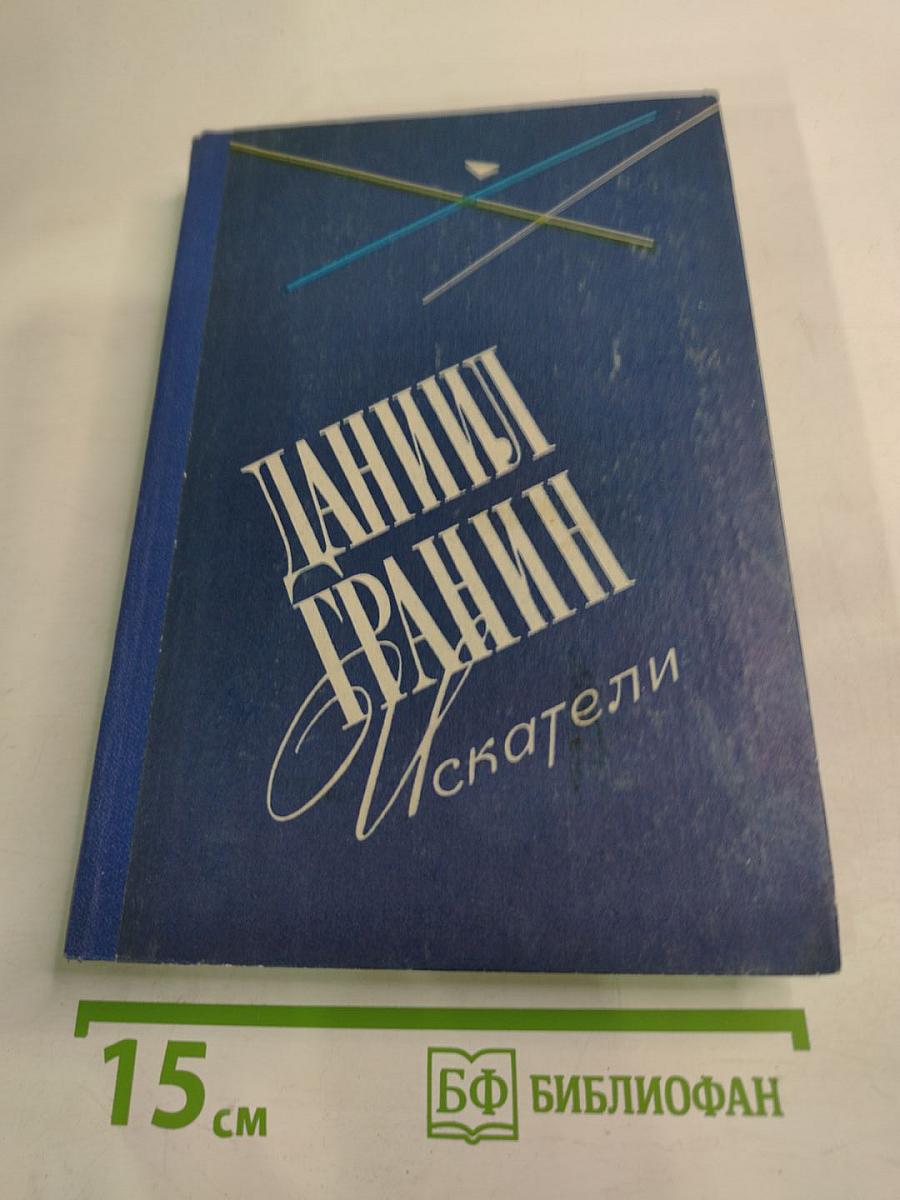 ДАНИИЛ
ГРАНИН
Искатели
15 см
БФ БИБЛИОФАН